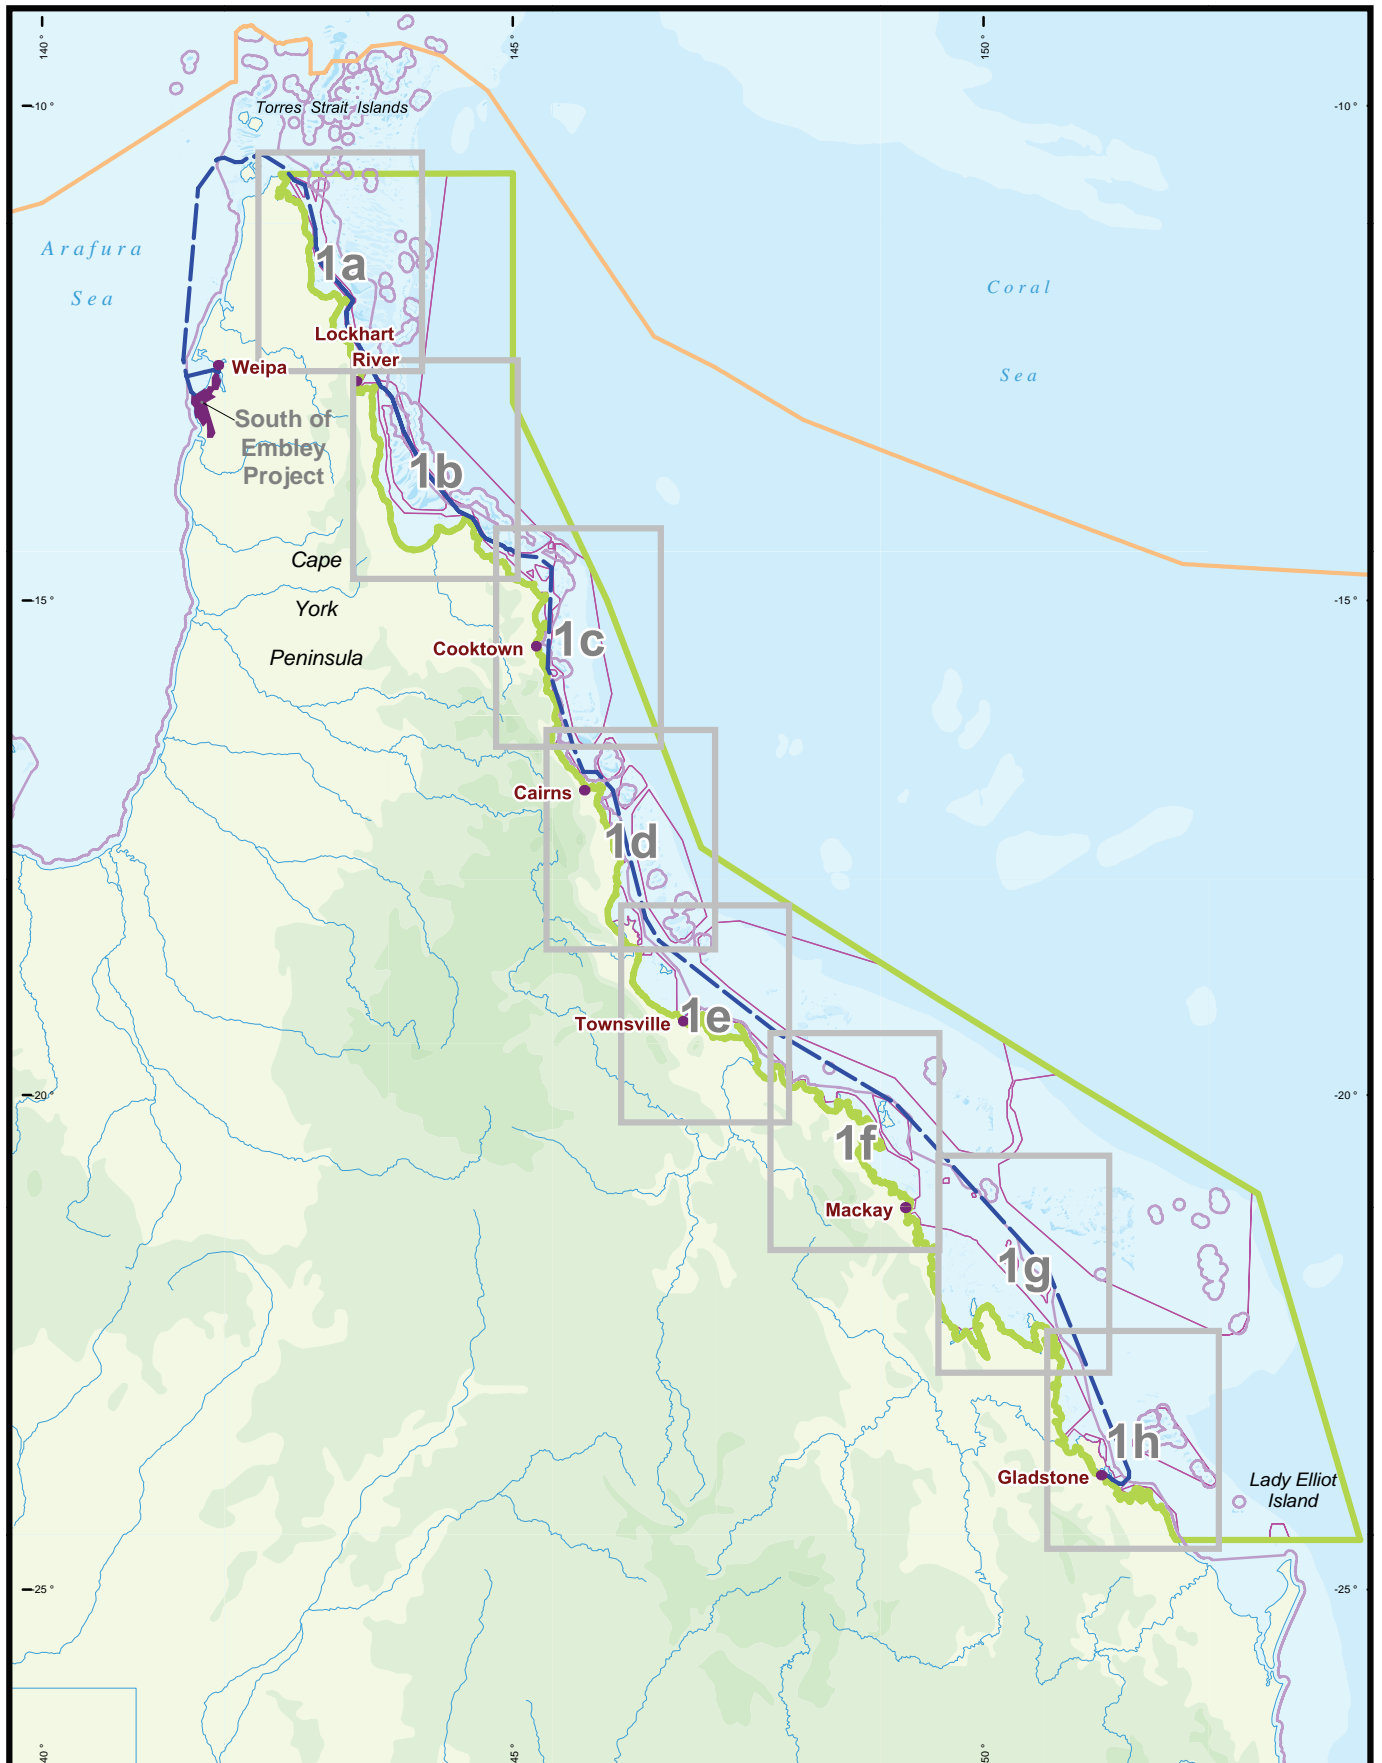 140 °
145 °
150 °
-10 °
-10 °
Torres Strait Islands
Arafura
Sea
Coral
Sea
1a
Lockhart
River
Weipa
South of
Embley
Project
1b
Cape
York
Peninsula
-15 °
-15 °
1c
Cooktown
Cairns
1d
Townsville
1e
-20 °
-20 °
1f
Mackay
1g
1h
Gladstone
Lady Elliot
Island
-25 °
-25 °
40 °
45 °
50 °